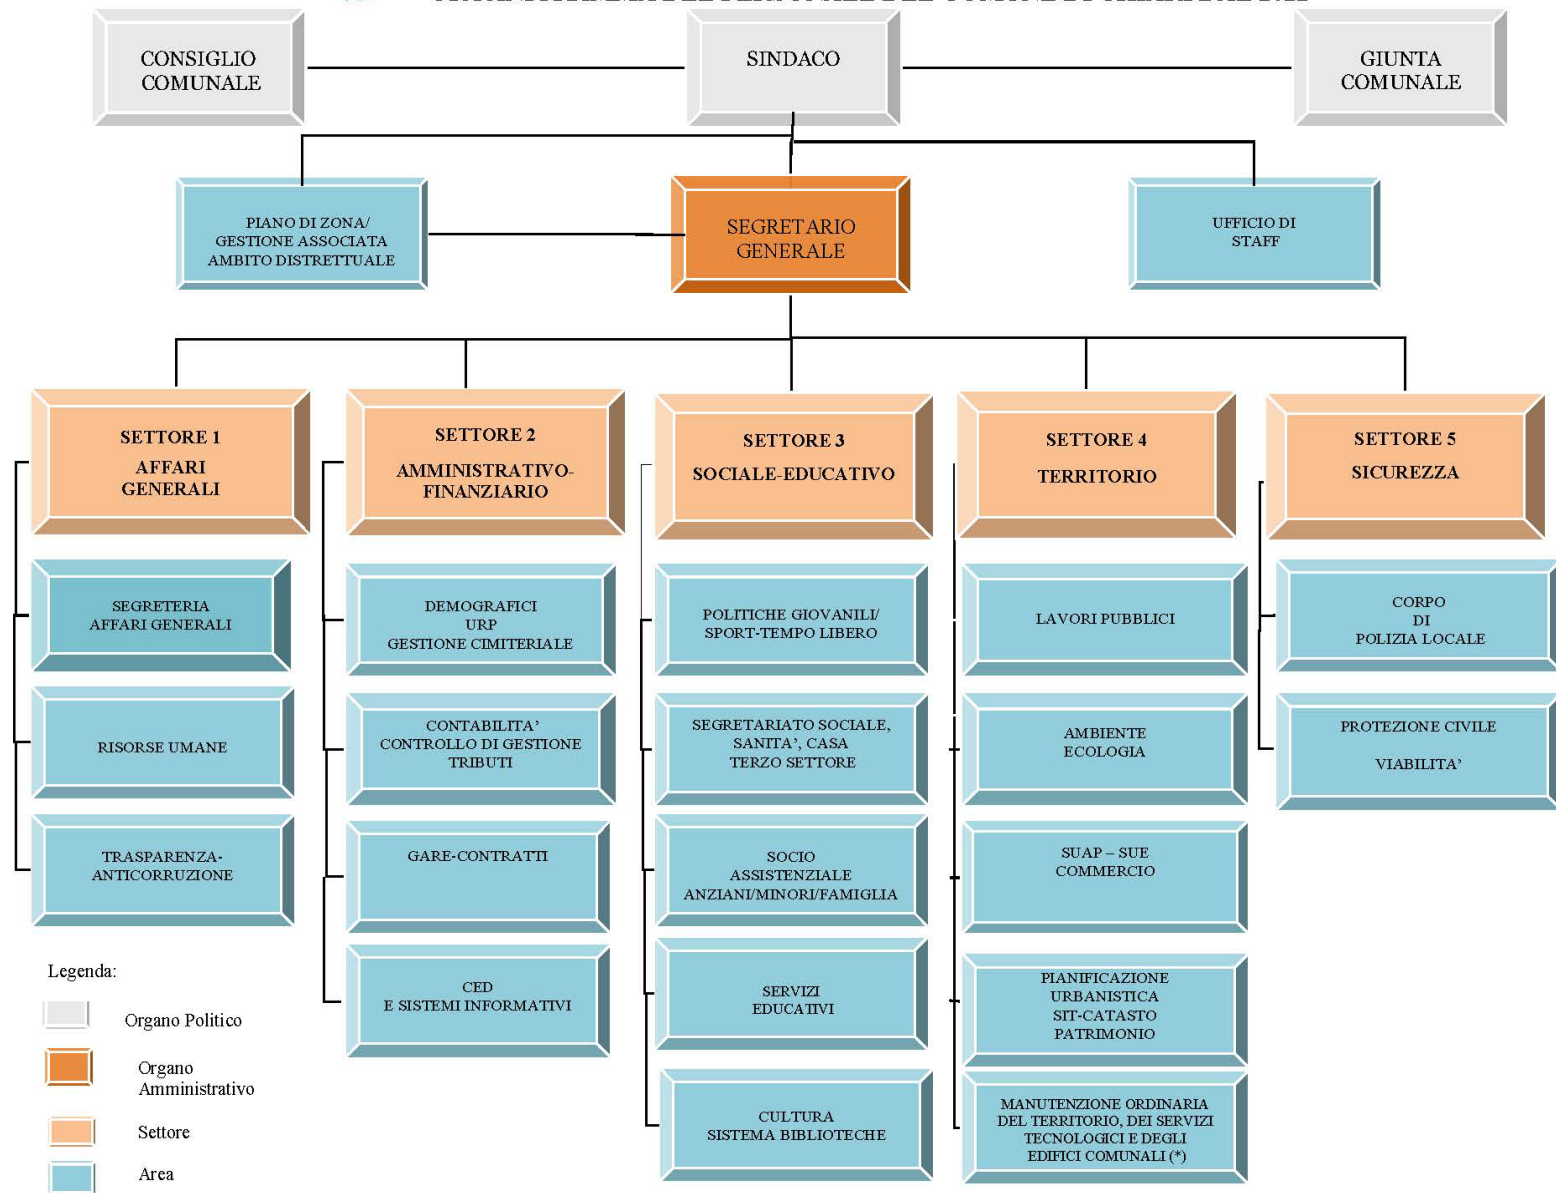 CONSIGLIO
COMUNALE
SINDACO
GIUNTA
COMUNALE
PIANO DI ZONA/
GESTIONE ASSOCIATA
AMBITO DISTRETTUALE
SEGRETARIO
GENERALE
UFFICIO DI
STAFF
SETTORE 1
AFFARI
GENERALI
SETTORE 2
AMMINISTRATIVO-
FINANZIARIO
SETTORE 3
SOCIALE-EDUCATIVO
SETTORE 4
TERRITORIO
SETTORE 5
SICUREZZA
SEGRETERIA
AFFARI GENERALI
RISORSE UMANE
TRASPARENZA-
ANTICORRUZIONE
DEMOGRAFICI
URP
GESTIONE CIMITERIALE
CONTABILITA’
CONTROLLO DI GESTIONE
TRIBUTI
GARE-CONTRATTI
CED
E SISTEMI INFORMATIVI
POLITICHE GIOVANILI/
SPORT-TEMPO LIBERO
SEGRETARIATO SOCIALE,
SANITA’, CASA
TERZO SETTORE
SOCIO
ASSISTENZIALE
ANZIANI/MINORI/FAMIGLIA
SERVIZI
EDUCATIVI
CULTURA
SISTEMA BIBLIOTECHE
LAVORI PUBBLICI
AMBIENTE
ECOLOGIA
SUAP – SUE
COMMERCIO
PIANIFICAZIONE
URBANISTICA
SIT-CATASTO
PATRIMONIO
MANUTENZIONE ORDINARIA
DEL TERRITORIO, DEI SERVIZI
TECNOLOGICI E DEGLI
EDIFICI COMUNALI (*)
CORPO
DI
POLIZIA LOCALE
PROTEZIONE CIVILE
VIABILITA’
Legenda:
Organo Politico
Organo
Amministrativo
Settore
Area